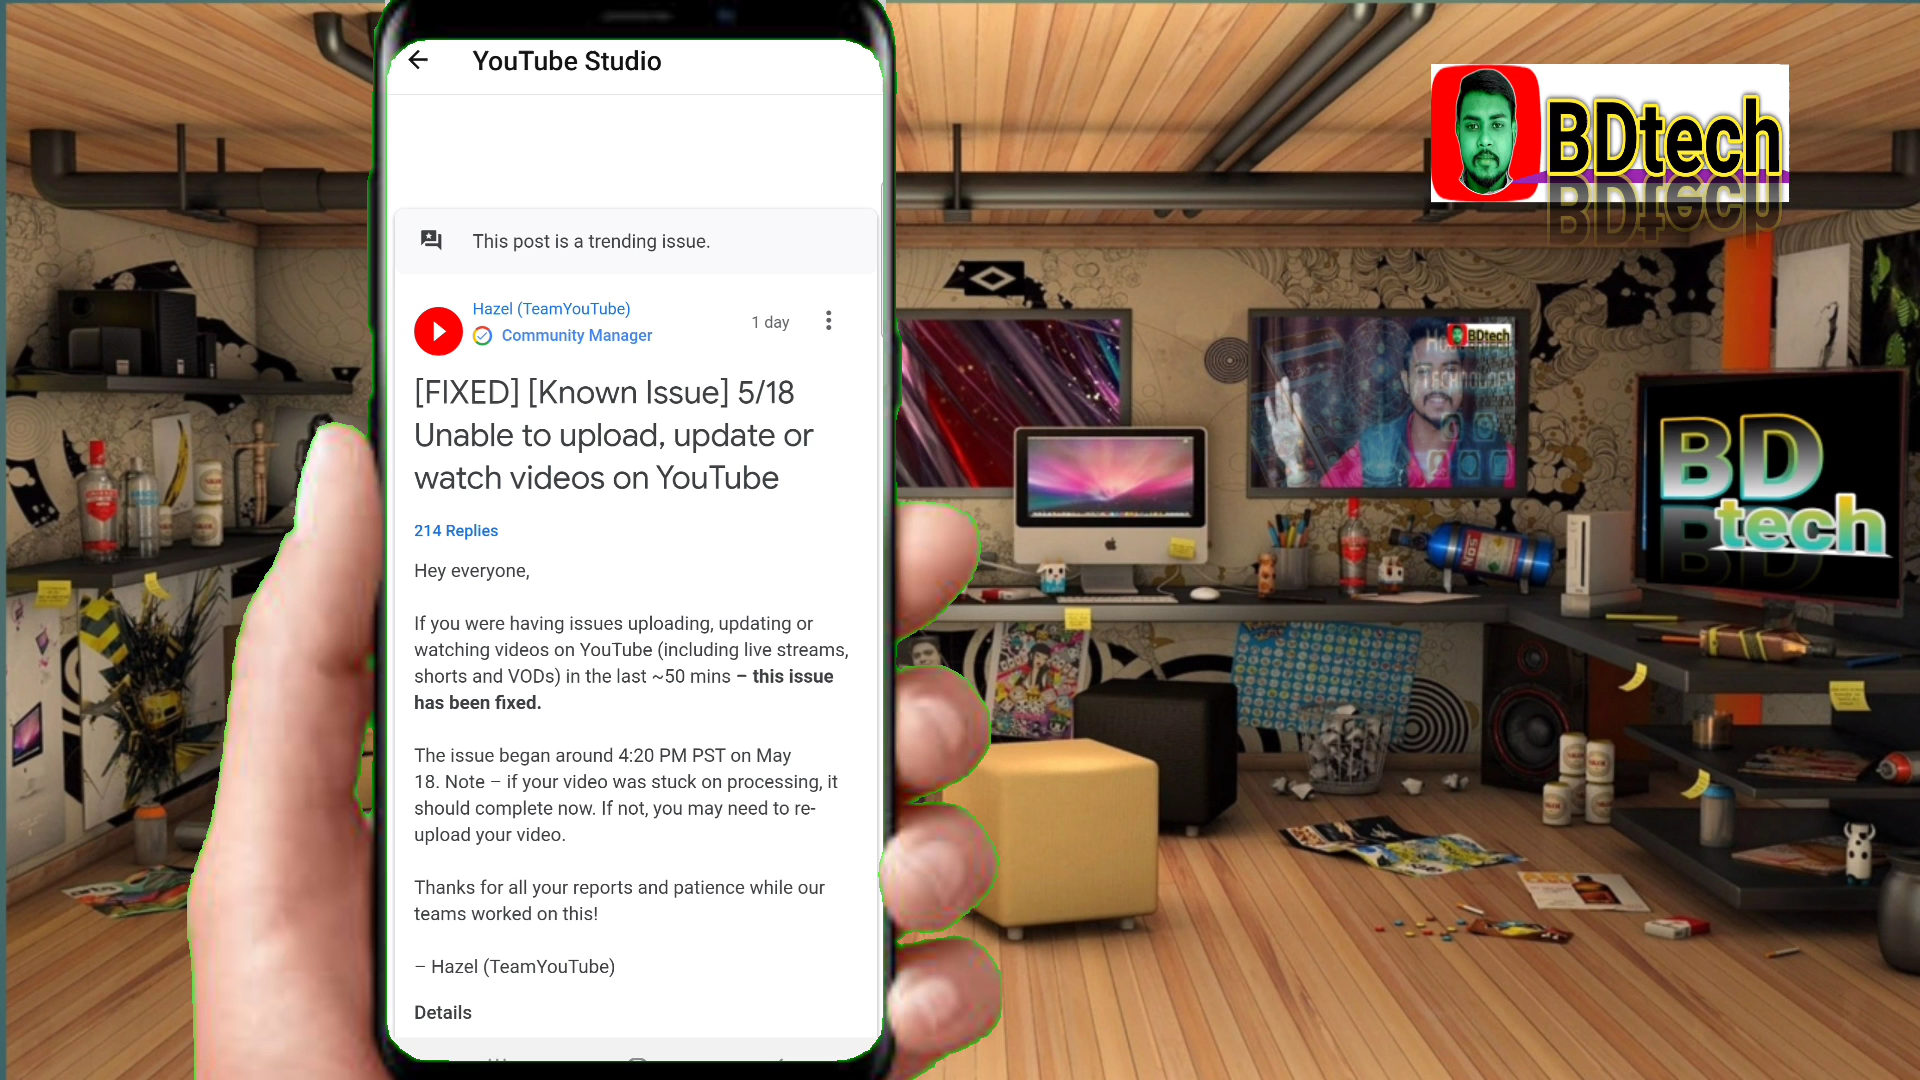 YouTube Studio
This post is a trending issue.
Hazel (TeamYouTube)
Community Manager
1 day
[FIXED] [Known Issue] 5/18
Unable to upload, update or
watch videos on YouTube
214 Replies
Hey everyone,
If you were having issues uploading, updating or
watching videos on YouTube (including live streams,
shorts and VODs) in the last ~50 mins – this issue
has been fixed.
The issue began around 4:20 PM PST on May
18. Note – if your video was stuck on processing, it
should complete now. If not, you may need to re-
upload your video.
Thanks for all your reports and patience while our
teams worked on this!
– Hazel (TeamYouTube)
Details
BDtech
BDtech
TECHNOLOGY
NOS
BD
tech